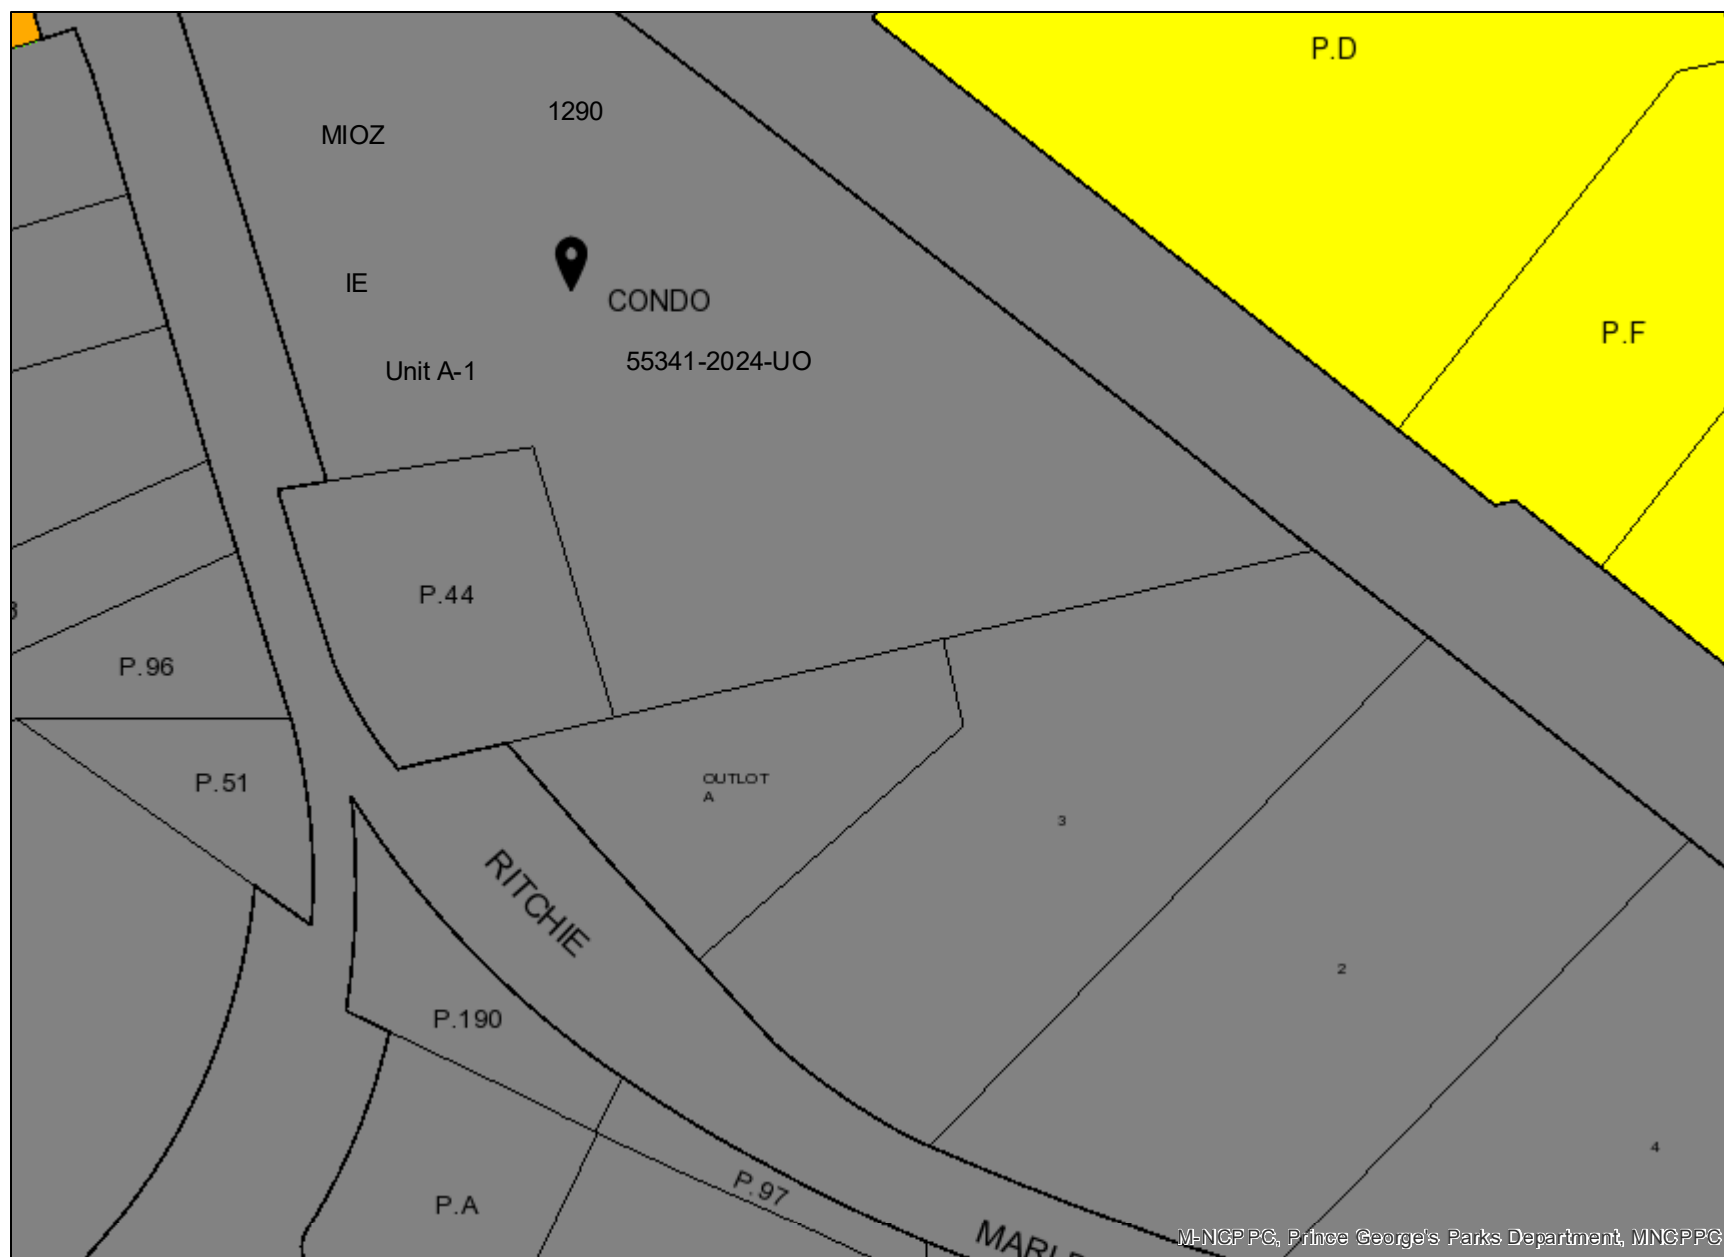 P.D
1290
MIOZ
IE
CONDO
P.F
55341-2024-UO
Unit A-1
P.44
P.96
P.51
OUTLOT
A
3
RITCHIE
2
P.190
4
P.97
P.A
M-NCPPC, Prince George's Parks Department, MNCPPC